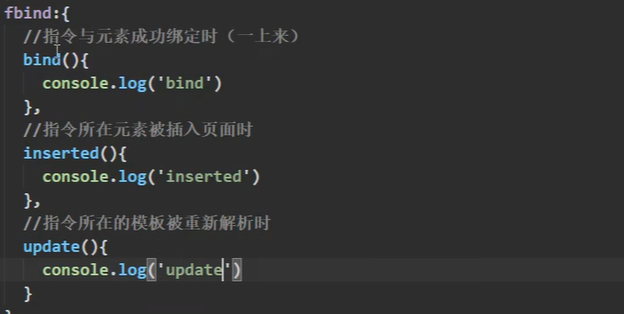 fbind:{
//指令与元素成功绑定时（一上来）
bind(){
console.log('bind')
},
//指令所在元素被插入页面时
inserted(){
console.log('inserted')
},
//指令所在的模板被重新解析时
update(){
console.log('update')
}
}